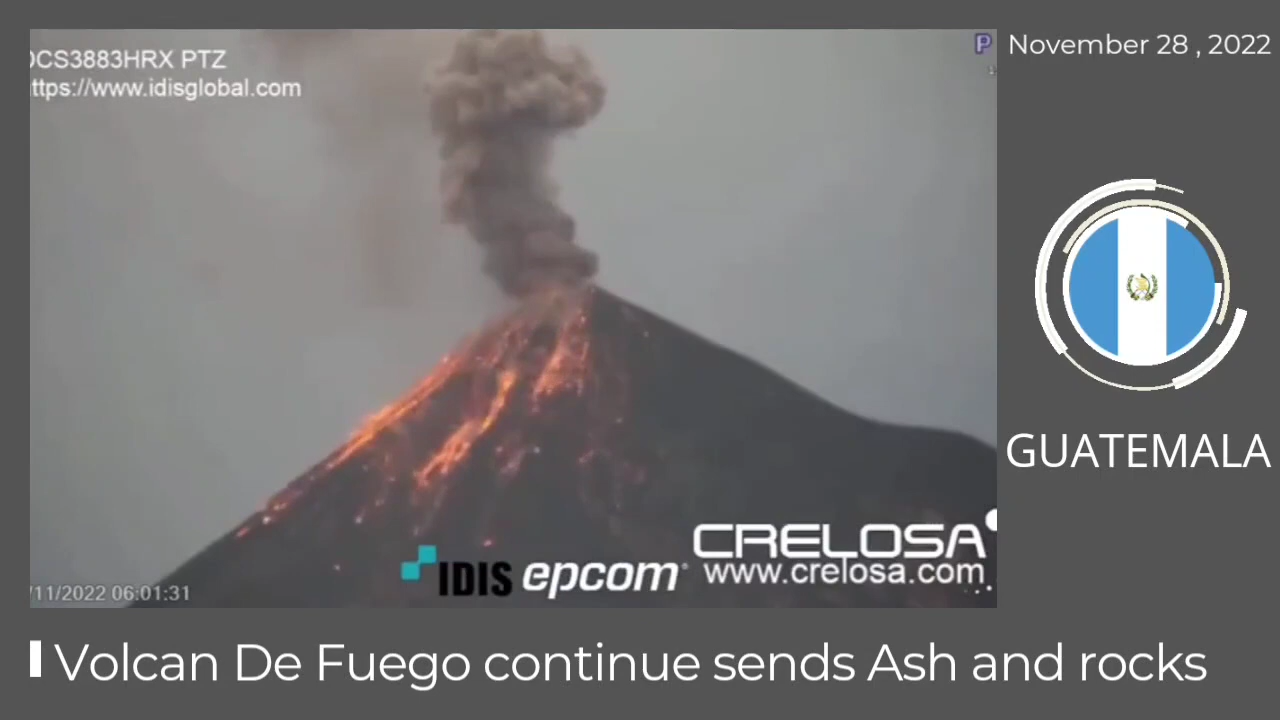 OCS3883HRX PTZ
ttps://www.idisglobal.com
P
November 28 , 2022
GUATEMALA
CRELOSA
IDIS epcom
www.crelosa.com
/11/2022 06:01:31
Volcan De Fuego continue sends Ash and rocks